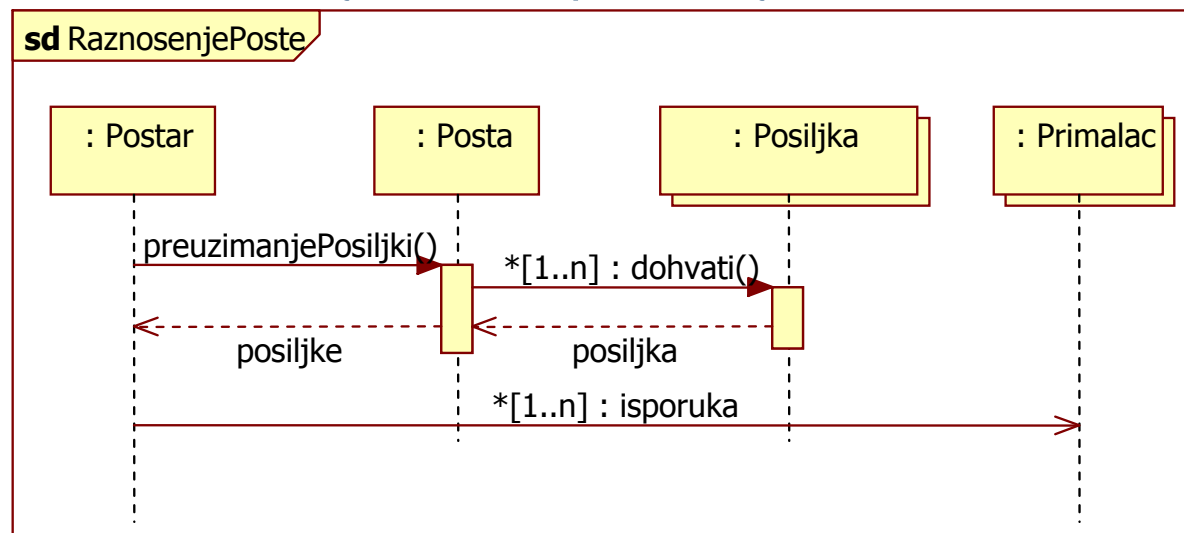 sd RaznosenjePoste
: Postar
: Posta
: Posiljka
: Primalac
preuzimanjePosiljki()
*[1..n] : dohvati()
posiljke
posiljka
*[1..n] : isporuka